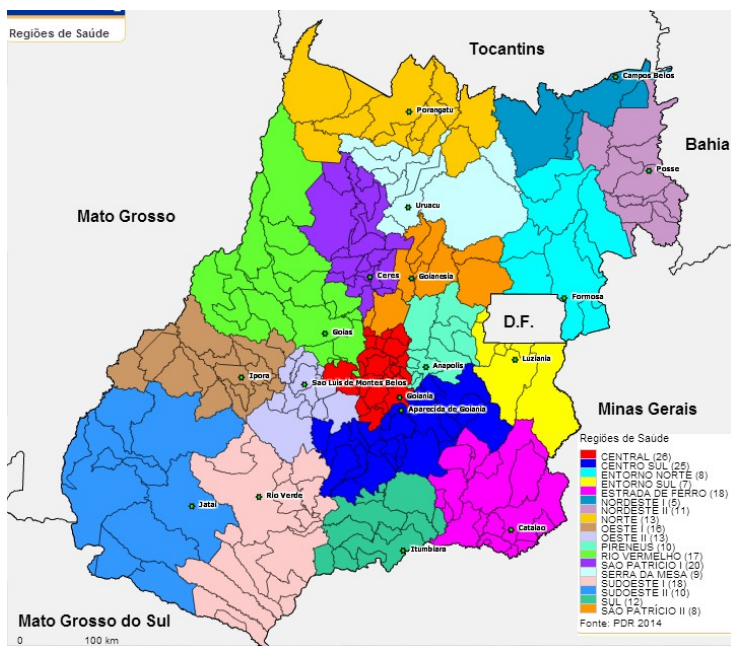 Regiões de Saúde
Tocantins
Campos Belos
Porangatu
Bahia
Posse
Mato Grosso
Uruacu
Ceres
Goianesia
Formosa
D.F.
Goias
Luziania
Anapolis
Ipora
Sao Luis de Montes Belos
Goiania
Aparecida de Goiania
Minas Gerais
Regiões de Saúde
CENTRAL (26)
CENTRO SUL (25)
ENTORNO NORTE (8)
ENTORNO SUL (7)
ESTRADA DE FERRO (18)
NORDESTE I (5)
NORDESTE II (11)
NORTE (13)
OESTE I (16)
OESTE II (13)
PIRENEUS (10)
RIO VERMELHO (17)
SAO PATRÍCIO I (20)
SERRA DA MESA (9)
SUDOESTE I (18)
SUDOESTE II (10)
SUL (12)
SÃO PATRÍCIO II (8)
Fonte: PDR 2014
Rio Verde
Jatai
Catalao
Itumbiara
Mato Grosso do Sul
0 100 km